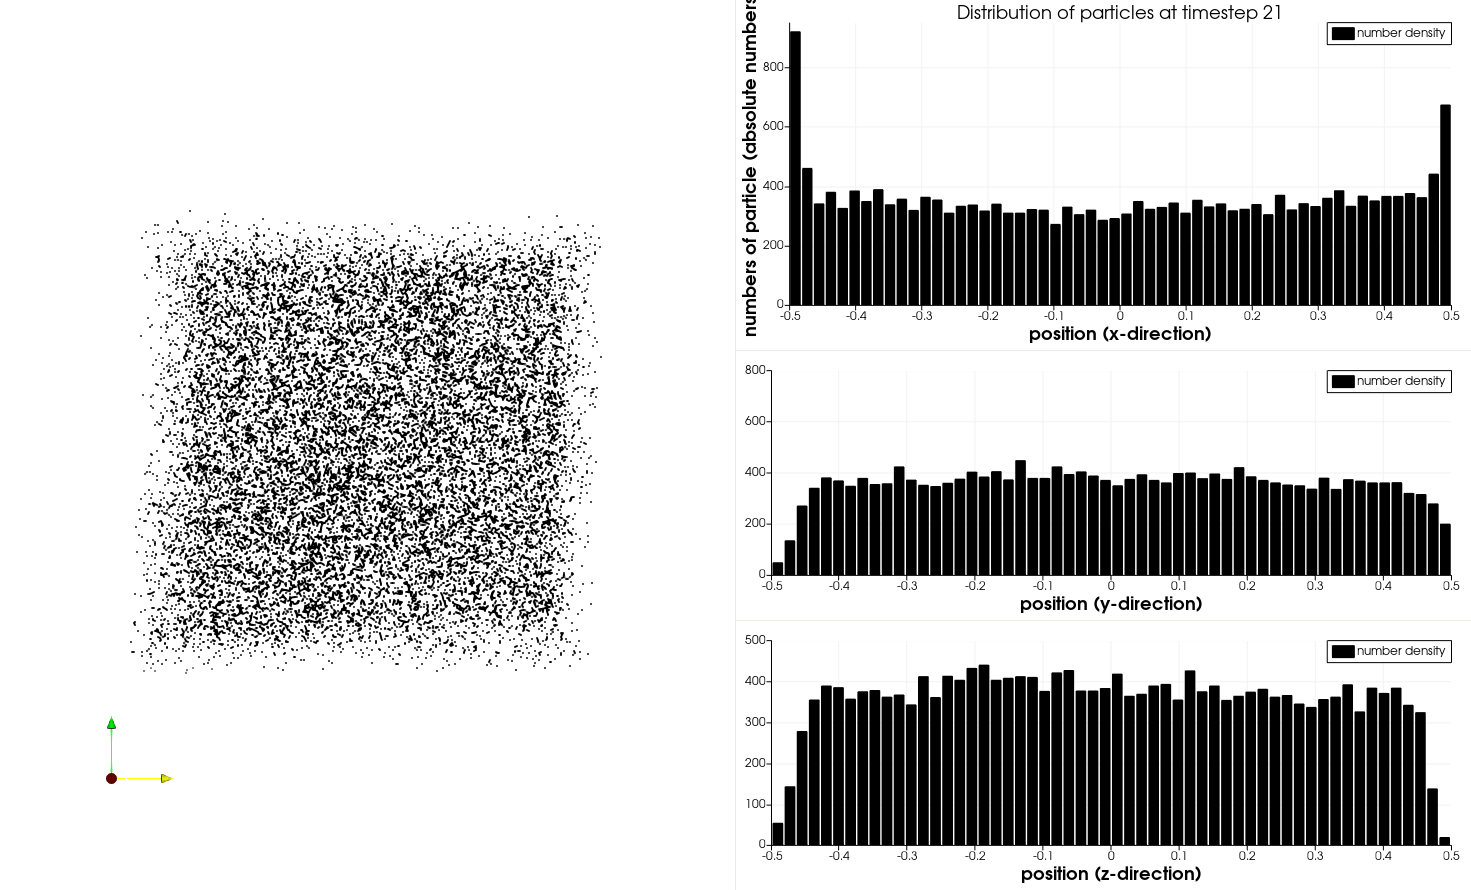 Distribution of particles at timestep 21
numbers of particle (absolute numbers
number density
800
600
400
200
0
-0.5 -0.4 -0.3 -0.2 -0.1 0 0.1 0.2 0.3 0.4 0.5
position (x-direction)
number density
800
600
400
200
0
-0.5 -0.4 -0.3 -0.2 -0.1 0 0.1 0.2 0.3 0.4 0.5
position (y-direction)
number density
500
400
300
200
100
0
-0.5 -0.4 -0.3 -0.2 -0.1 0 0.1 0.2 0.3 0.4 0.5
position (z-direction)